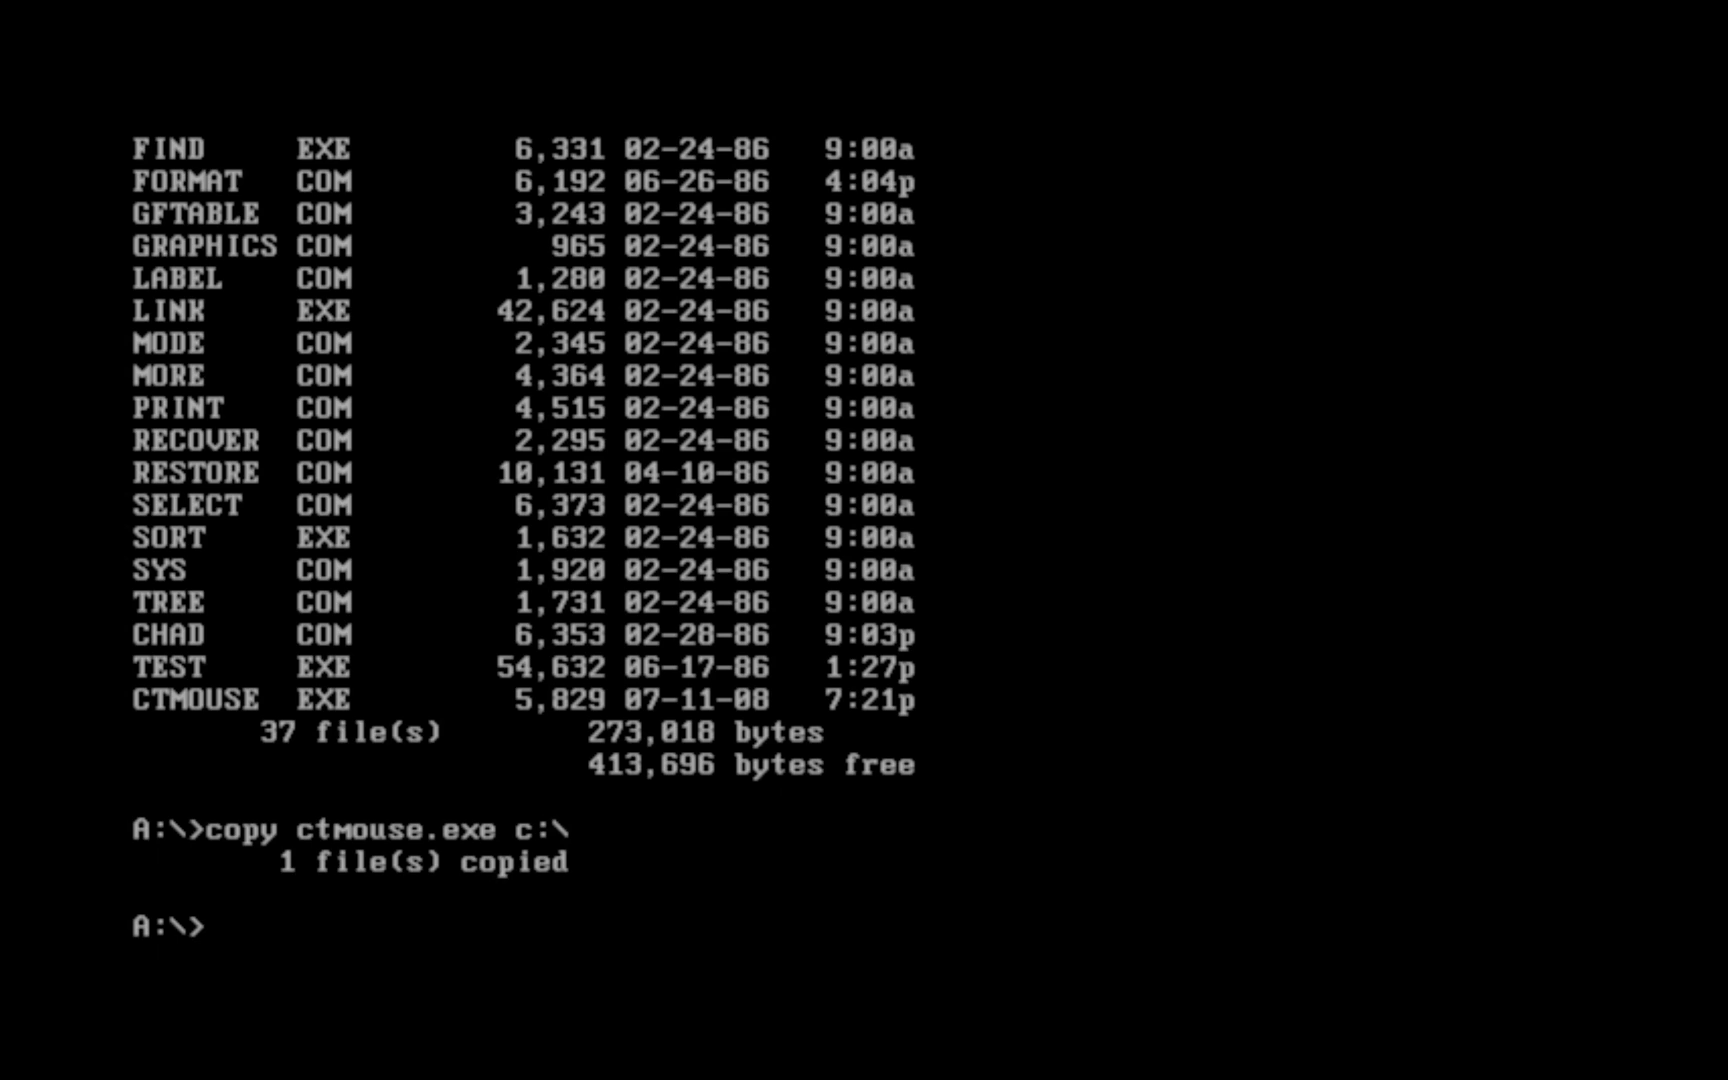 FIND     EXE         6,331 02-24-86   9:00a
FORMAT   COM         6,192 06-26-86   4:04p
GFTABLE  COM         3,243 02-24-86   9:00a
GRAPHICS COM           965 02-24-86   9:00a
LABEL    COM         1,280 02-24-86   9:00a
LINK     EXE        42,624 02-24-86   9:00a
MODE     COM         2,345 02-24-86   9:00a
MORE     COM         4,364 02-24-86   9:00a
PRINT    COM         4,515 02-24-86   9:00a
RECOVER  COM         2,295 02-24-86   9:00a
RESTORE  COM        10,131 04-10-86   9:00a
SELECT   COM         6,373 02-24-86   9:00a
SORT     EXE         1,632 02-24-86   9:00a
SYS      COM         1,920 02-24-86   9:00a
TREE     COM         1,731 02-24-86   9:00a
CHAD     COM         6,353 02-28-86   9:03p
TEST     EXE        54,632 06-17-86   1:27p
CTMOUSE  EXE         5,829 07-11-08   7:21p
       37 file(s)        273,018 bytes
                         413,696 bytes free
A:\>copy ctmouse.exe c:\
        1 file(s) copied
A:\>